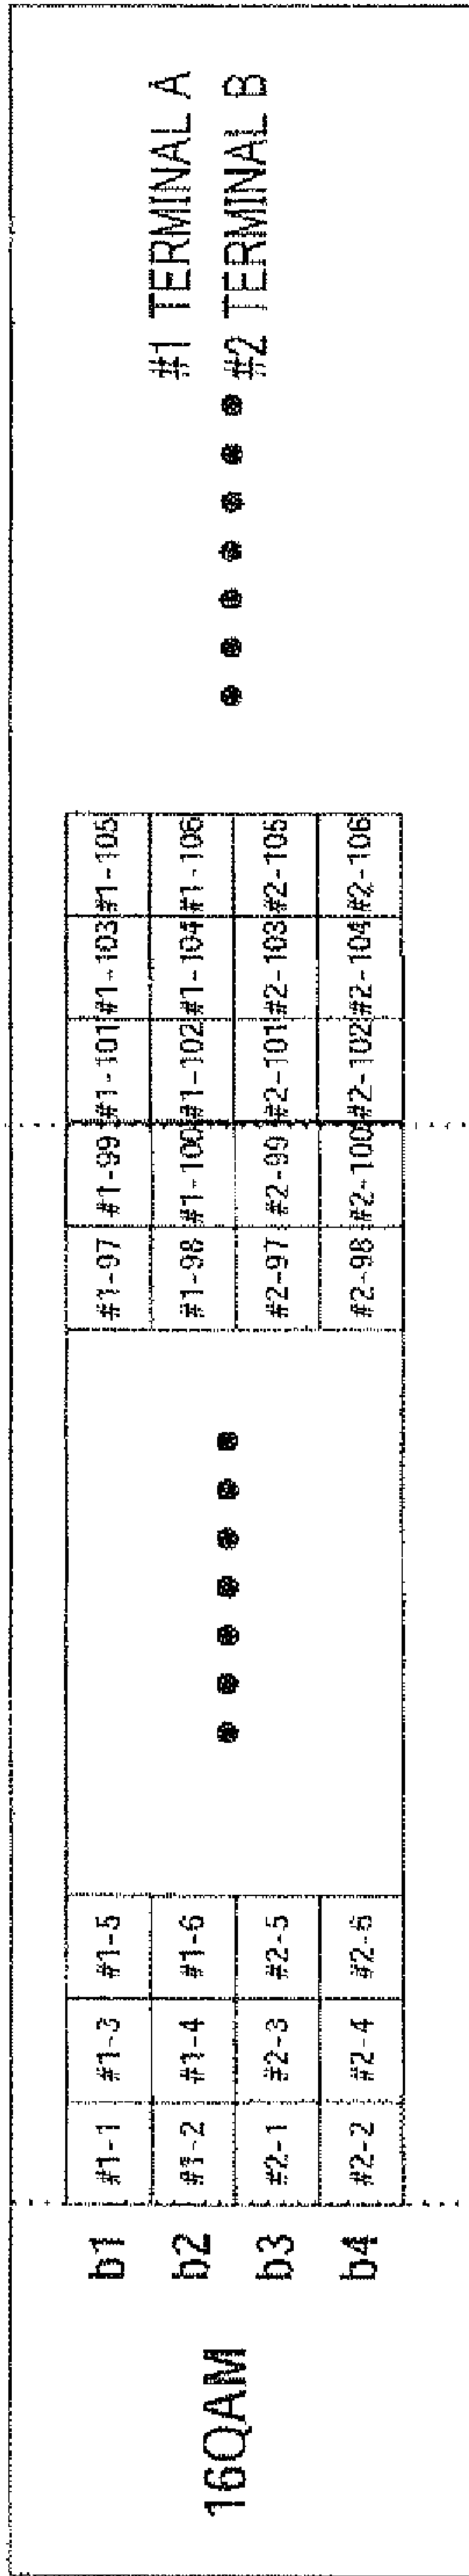 16QAM
b1 #1-1 #1-3 #1-5 #1-97 #1-99 #1-101 #1-103 #1-105
b2 #1-2 #1-4 #1-6 #1-98 #1-100 #1-102 #1-104 #1-106
b3 #2-1 #2-3 #2-5 #2-97 #2-99 #2-101 #2-103 #2-105
b4 #2-2 #2-4 #2-6 #2-98 #2-100 #2-102 #2-104 #2-106
#1 TERMINAL A
#2 TERMINAL B